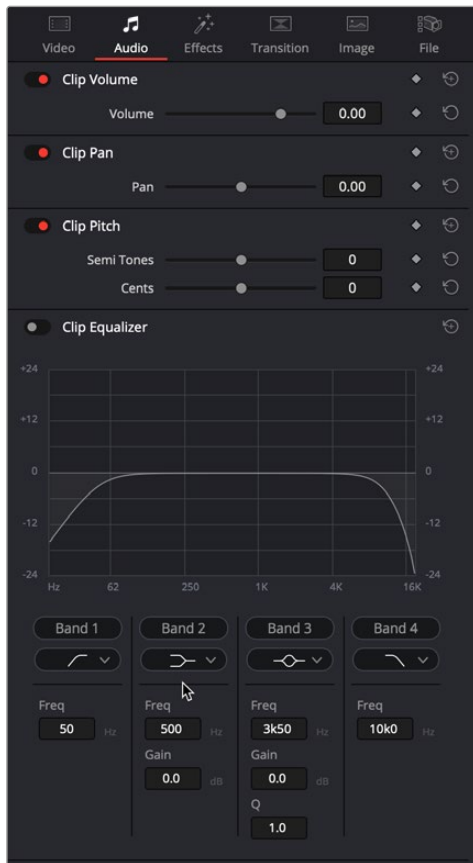 Video Audio Effects Transition Image File
Clip Volume
Volume 0.00
Clip Pan
Pan 0.00
Clip Pitch
Semi Tones 0
Cents 0
Clip Equalizer
+24 +24
+12 +12
0 0
-12 -12
-24 -24
Hz 62 250 1K 4K 16K
Band 1 Band 2 Band 3 Band 4
Freq Freq Freq Freq
50 Hz 500 Hz 3k50 Hz 10k0 Hz
Gain Gain
0.0 dB 0.0 dB
Q
1.0